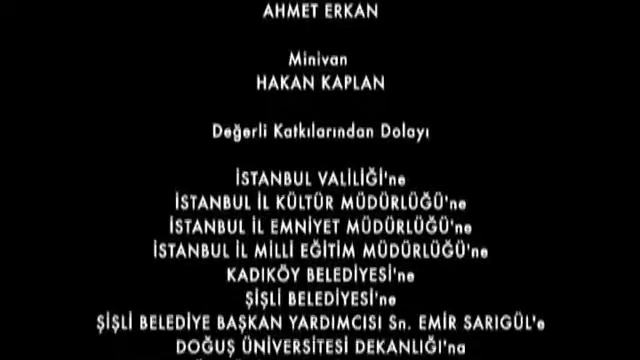 AHMET ERKAN
Minivan
HAKAN KAPLAN
Değerli Katkılarından Dolayı
İSTANBUL VALİLİĞİ'ne
İSTANBUL İL KÜLTÜR MÜDÜRLÜĞÜ'ne
İSTANBUL İL EMNİYET MÜDÜRLÜĞÜ'ne
İSTANBUL İL MİLLİ EĞİTİM MÜDÜRLÜĞÜ'ne
KADIKÖY BELEDİYESİ'ne
ŞİŞLİ BELEDİYESİ'ne
ŞİŞLİ BELEDİYE BAŞKAN YARDIMCISI Sn. EMİR SARIGÜL'e
DOĞUŞ ÜNİVERSİTESİ DEKANLIĞI'na